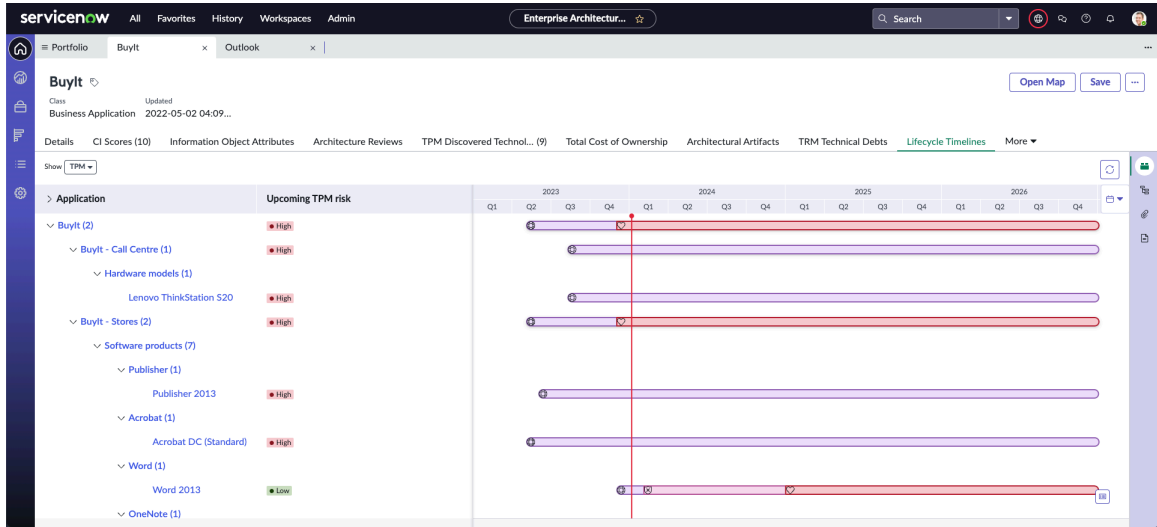 servicenow All Favorites History Workspaces Admin Enterprise Architectur... Search
Portfolio BuyIt × Outlook ×
BuyIt Open Map Save
Class Updated
Business Application 2022-05-02 04:09...
Details CI Scores (10) Information Object Attributes Architecture Reviews TPM Discovered Technol... (9) Total Cost of Ownership Architectural Artifacts TRM Technical Debts Lifecycle Timelines More
Show TPM
Application Upcoming TPM risk 2023 2024 2025 2026
Q1 Q2 Q3 Q4 Q1 Q2 Q3 Q4 Q1 Q2 Q3 Q4 Q1 Q2 Q3 Q4
BuyIt (2) High
BuyIt - Call Centre (1) High
Hardware models (1)
Lenovo ThinkStation S20 High
BuyIt - Stores (2) High
Software products (7)
Publisher (1)
Publisher 2013 High
Acrobat (1)
Acrobat DC (Standard) High
Word (1)
Word 2013 Low
OneNote (1)